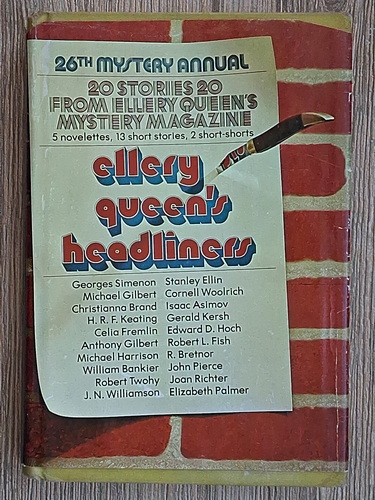 26TH MYSTERY ANNUAL
20 STORIES 20
FROM ELLERY QUEEN'S
MYSTERY MAGAZINE
5 novelettes, 13 short stories, 2 short-shorts
ellery
queen's
headliners
Georges Simenon Stanley Ellin
Michael Gilbert Cornell Woolrich
Christianna Brand Isaac Asimov
H. R. F. Keating Gerald Kersh
Celia Fremlin Edward D. Hoch
Anthony Gilbert Robert L. Fish
Michael Harrison R. Bretnor
William Bankier John Pierce
Robert Twohy Joan Richter
J. N. Williamson Elizabeth Palmer